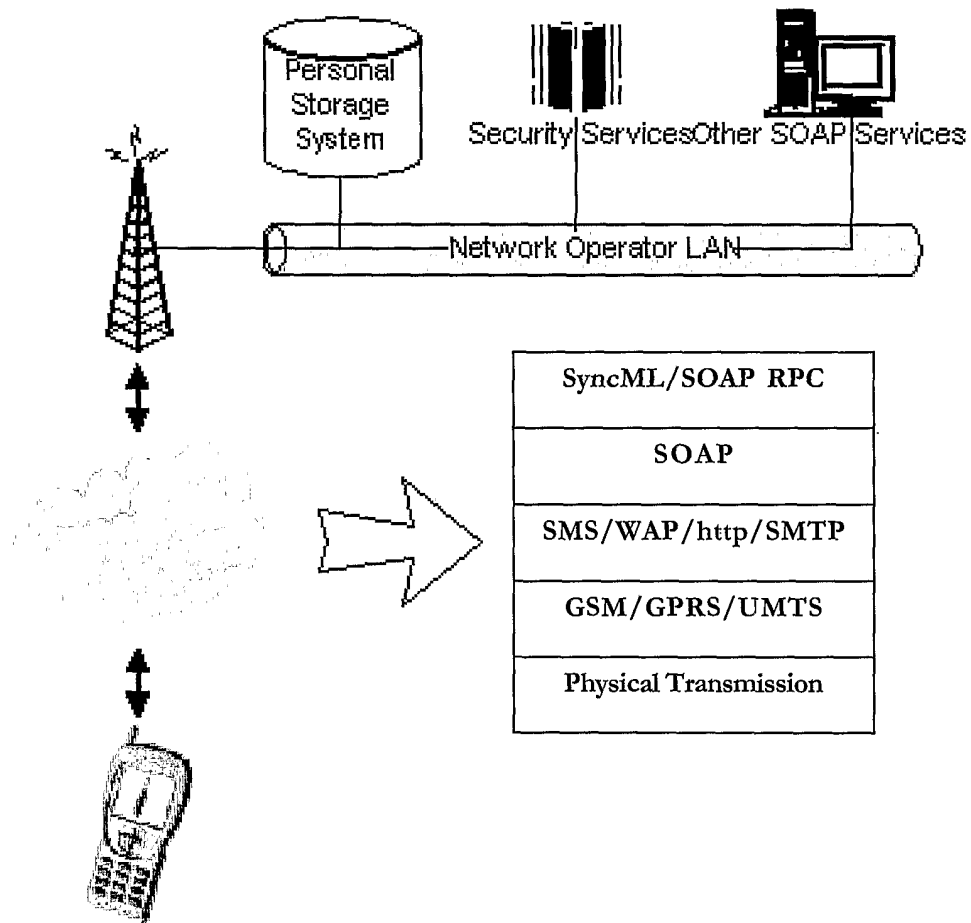 Personal
Storage
System
Security Services
Other SOAP Services
Network Operator LAN
SyncML/SOAP RPC
SOAP
SMS/WAP/http/SMTP
GSM/GPRS/UMTS
Physical Transmission